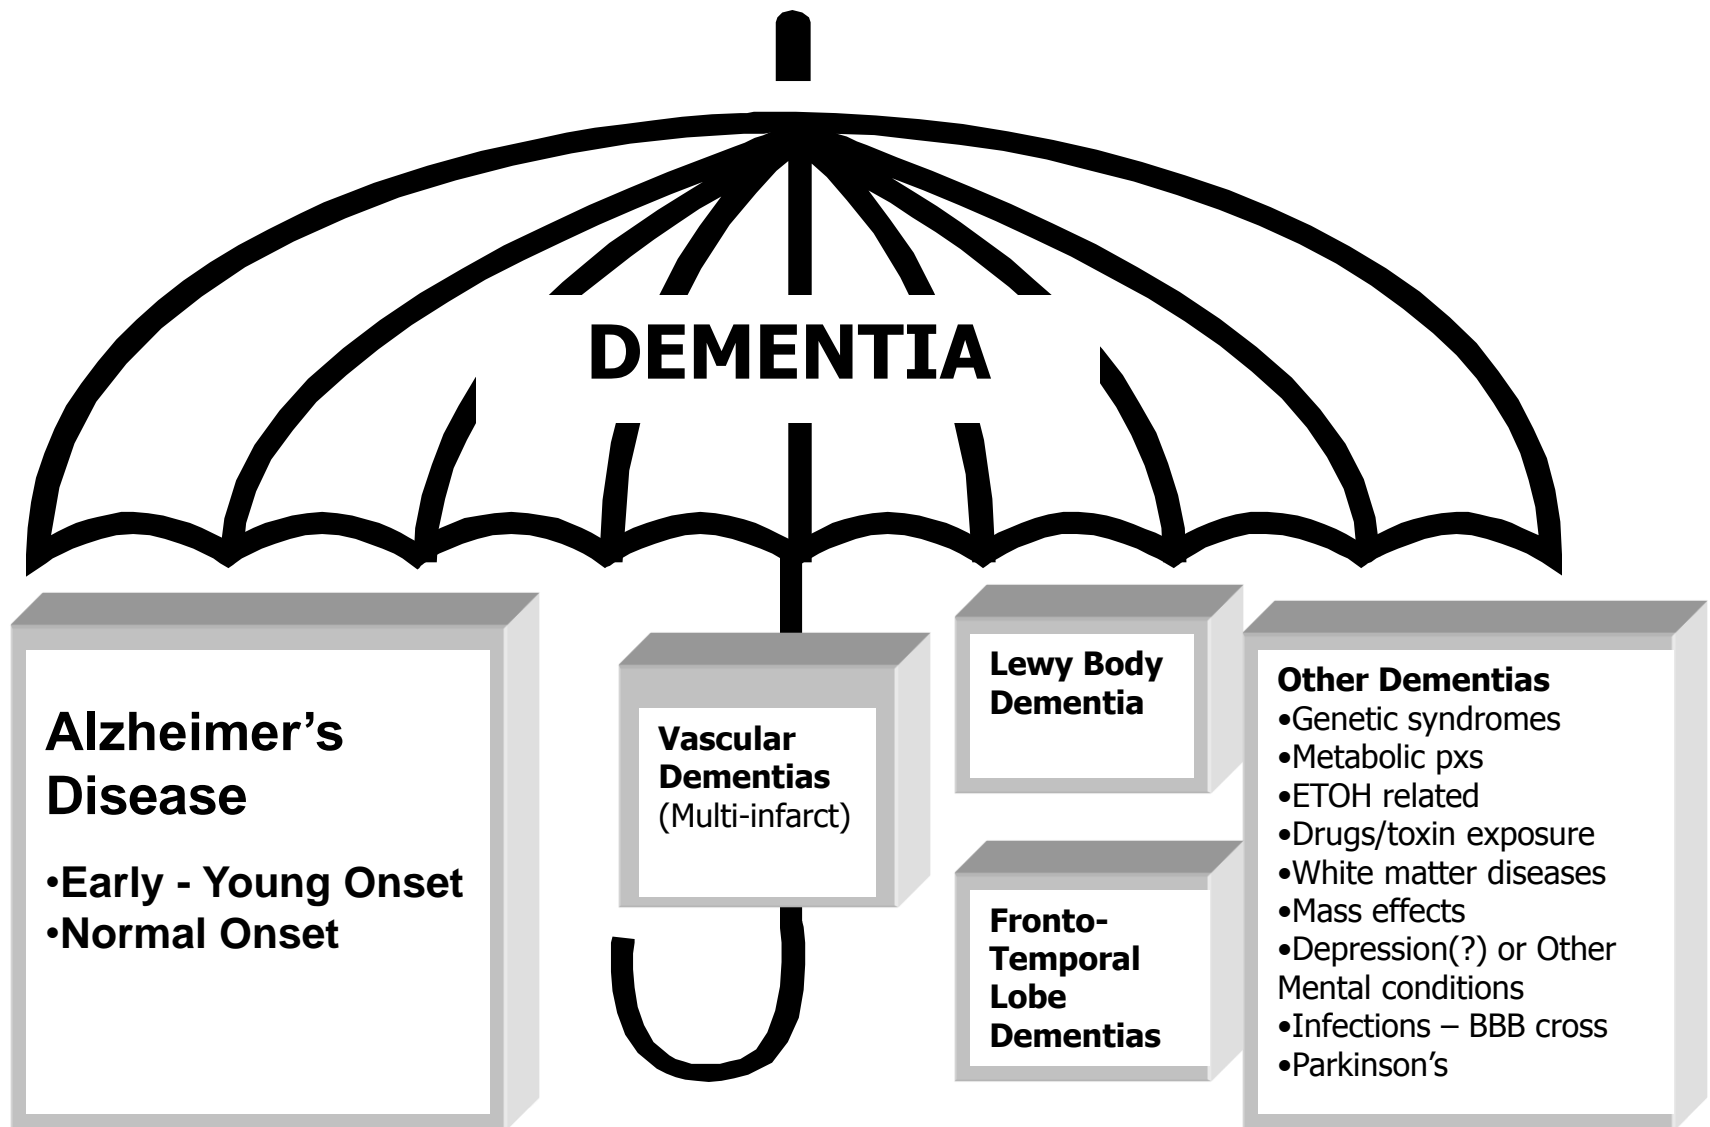 DEMENTIA
Alzheimer’s
Disease
•Early - Young Onset
•Normal Onset
Vascular
Dementias
(Multi-infarct)
Lewy Body
Dementia
Fronto-
Temporal
Lobe
Dementias
Other Dementias
•Genetic syndromes
•Metabolic pxs
•ETOH related
•Drugs/toxin exposure
•White matter diseases
•Mass effects
•Depression(?) or Other
Mental conditions
•Infections – BBB cross
•Parkinson’s